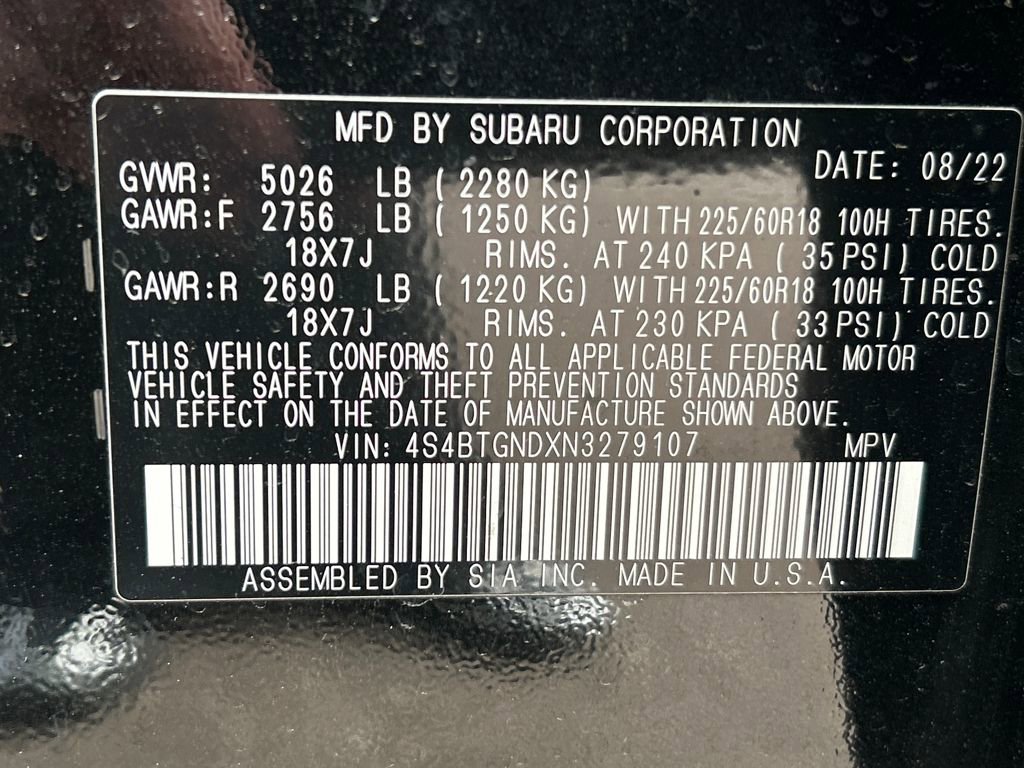 MFD BY SUBARU CORPORATION
DATE: 08/22
GVWR: 5026 LB ( 2280 KG)
GAWR:F 2756 LB ( 1250 KG) WITH 225/60R18 100H TIRES.
18X7J RIMS. AT 240 KPA ( 35 PSI) COLD
GAWR:R 2690 LB ( 1220 KG) WITH 225/60R18 100H TIRES.
18X7J RIMS. AT 230 KPA ( 33 PSI) COLD
THIS VEHICLE CONFORMS TO ALL APPLICABLE FEDERAL MOTOR
VEHICLE SAFETY AND THEFT PREVENTION STANDARDS
IN EFFECT ON THE DATE OF MANUFACTURE SHOWN ABOVE.
VIN: 4S4BTGNDXN3279107 MPV
ASSEMBLED BY SIA INC. MADE IN U.S.A.